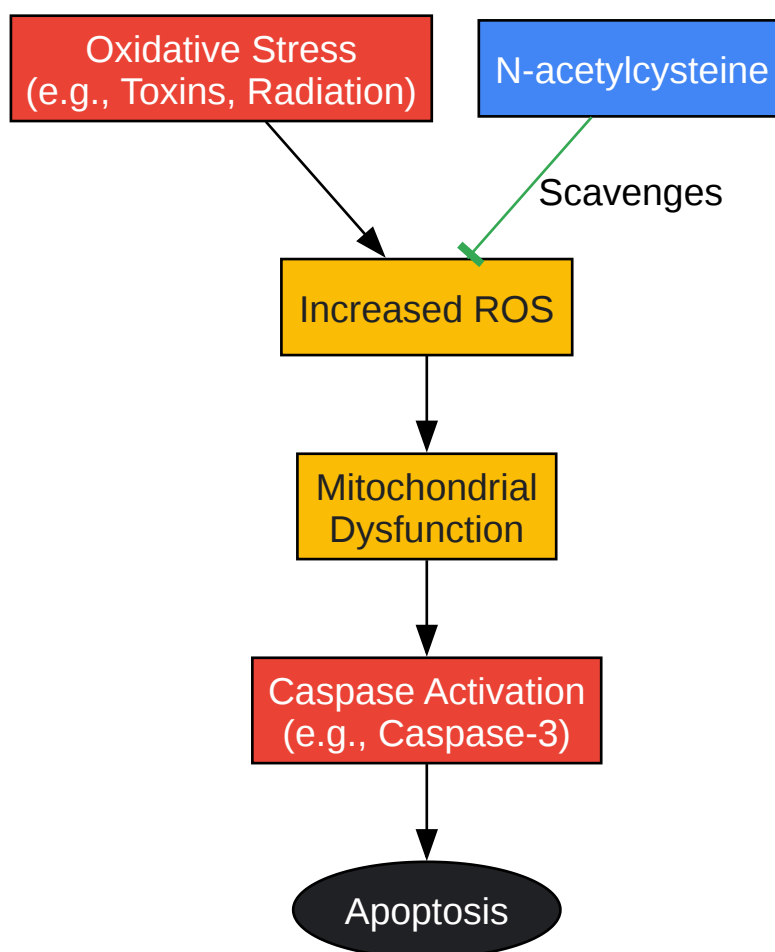 Oxidative Stress
(e.g., Toxins, Radiation)
N-acetylcysteine
Scavenges
Increased ROS
Mitochondrial
Dysfunction
Caspase Activation
(e.g., Caspase-3)
Apoptosis